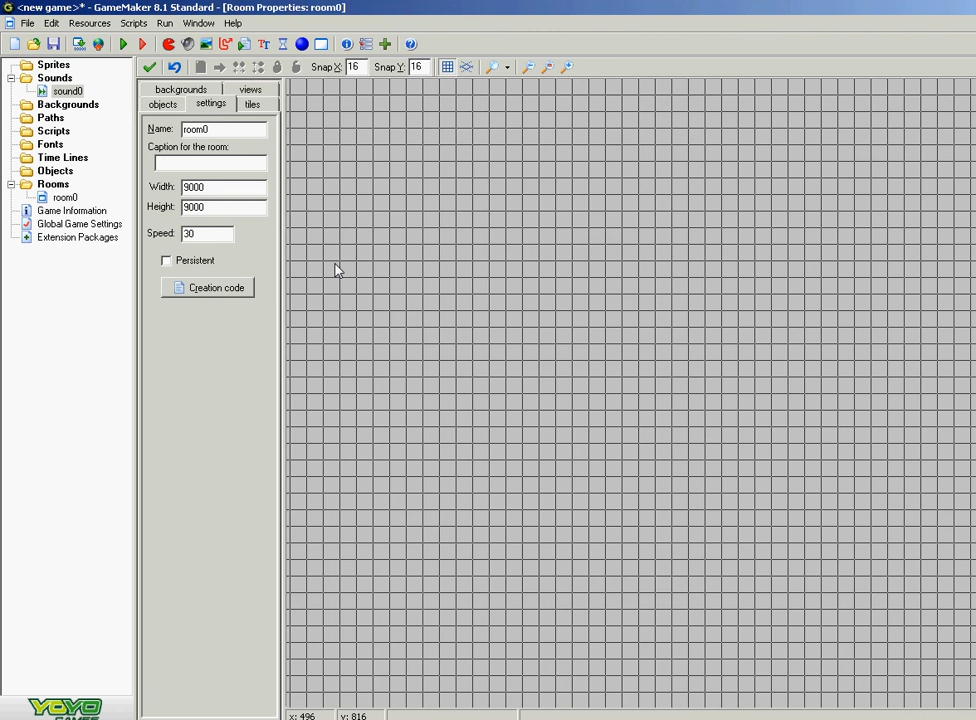 <new game>* - GameMaker 8.1 Standard - [Room Properties: room0]
File Edit Resources Scripts Run Window Help
Snap X: 16 Snap Y: 16
Sprites
Sounds
sound0
Backgrounds
Paths
Scripts
Fonts
Time Lines
Objects
Rooms
room0
Game Information
Global Game Settings
Extension Packages
backgrounds views
objects settings tiles
Name: room0
Caption for the room:
Width: 9000
Height: 9000
Speed: 30
Persistent
Creation code
YOYO
GAMES
x: 496 y: 816